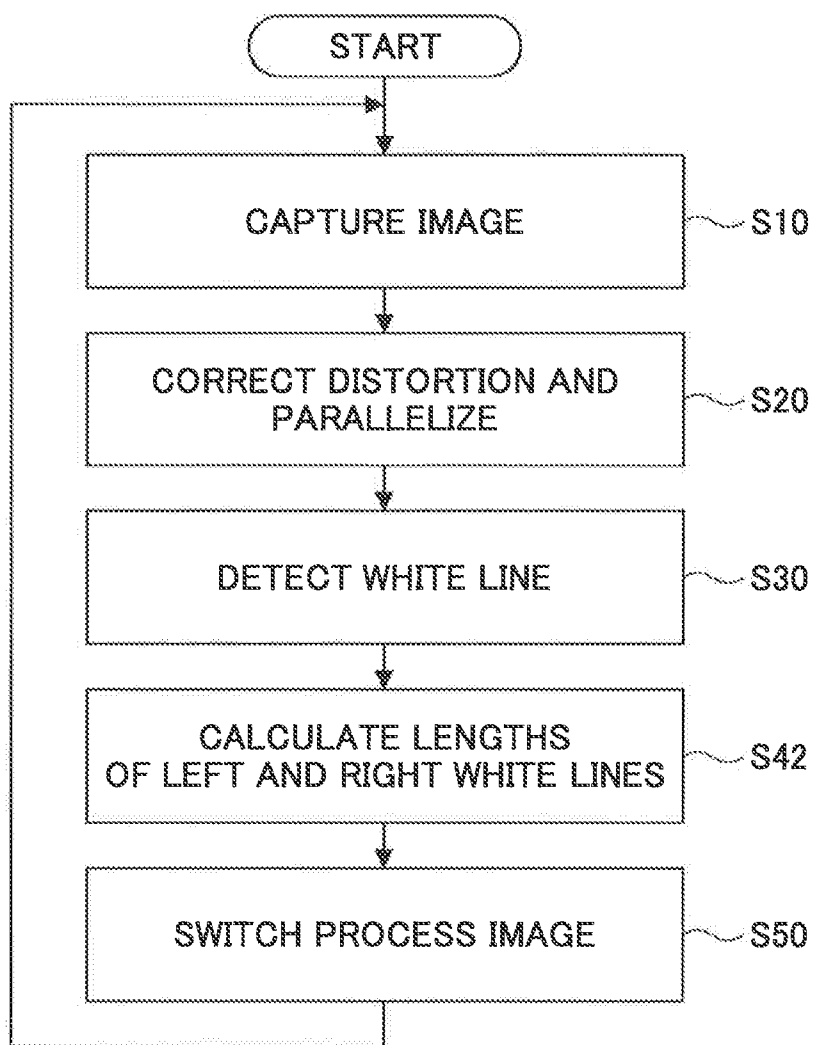 START
CAPTURE IMAGE
S10
CORRECT DISTORTION AND
PARALLELIZE
S20
DETECT WHITE LINE
S30
CALCULATE LENGTHS
OF LEFT AND RIGHT WHITE LINES
S42
SWITCH PROCESS IMAGE
S50